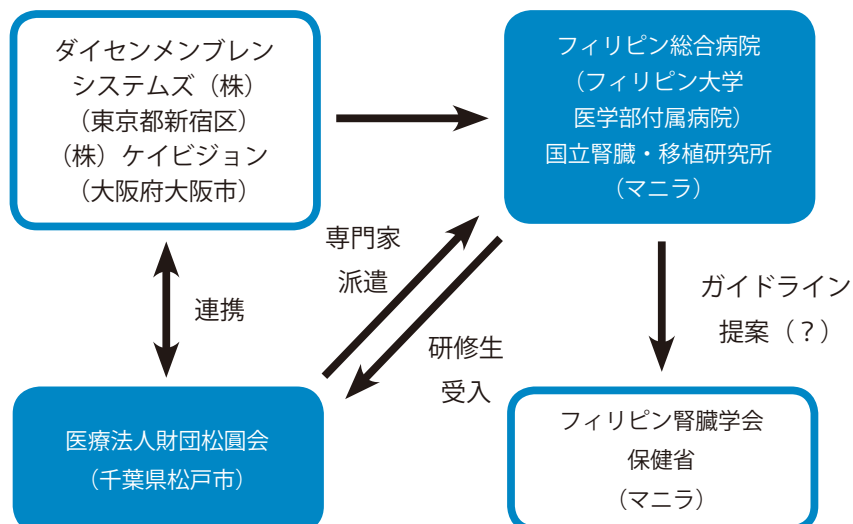 ダイセンメンブレン
システムズ（株）
（東京都新宿区）
（株）ケイビジョン
（大阪府大阪市）
フィリピン総合病院
（フィリピン大学
医学部付属病院）
国立腎臓・移植研究所
（マニラ）
専門家
派遣
連携
研修生
受入
ガイドライン
提案（？）
医療法人財団松圓会
（千葉県松戸市）
フィリピン腎臓学会
保健省
（マニラ）